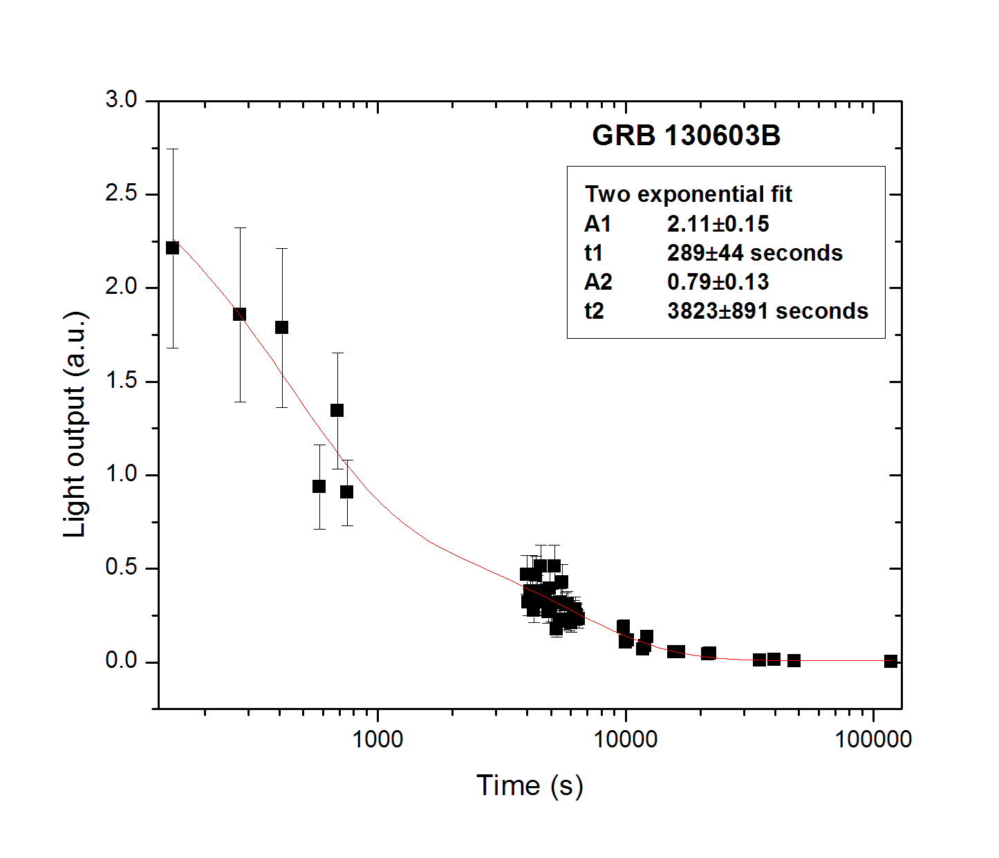 GRB 130603B
Two exponential fit
A1 2.11±0.15
t1 289±44 seconds
A2 0.79±0.13
t2 3823±891 seconds
3.0
2.5
2.0
1.5
1.0
0.5
0.0
Light output (a.u.)
1000 10000 100000
Time (s)